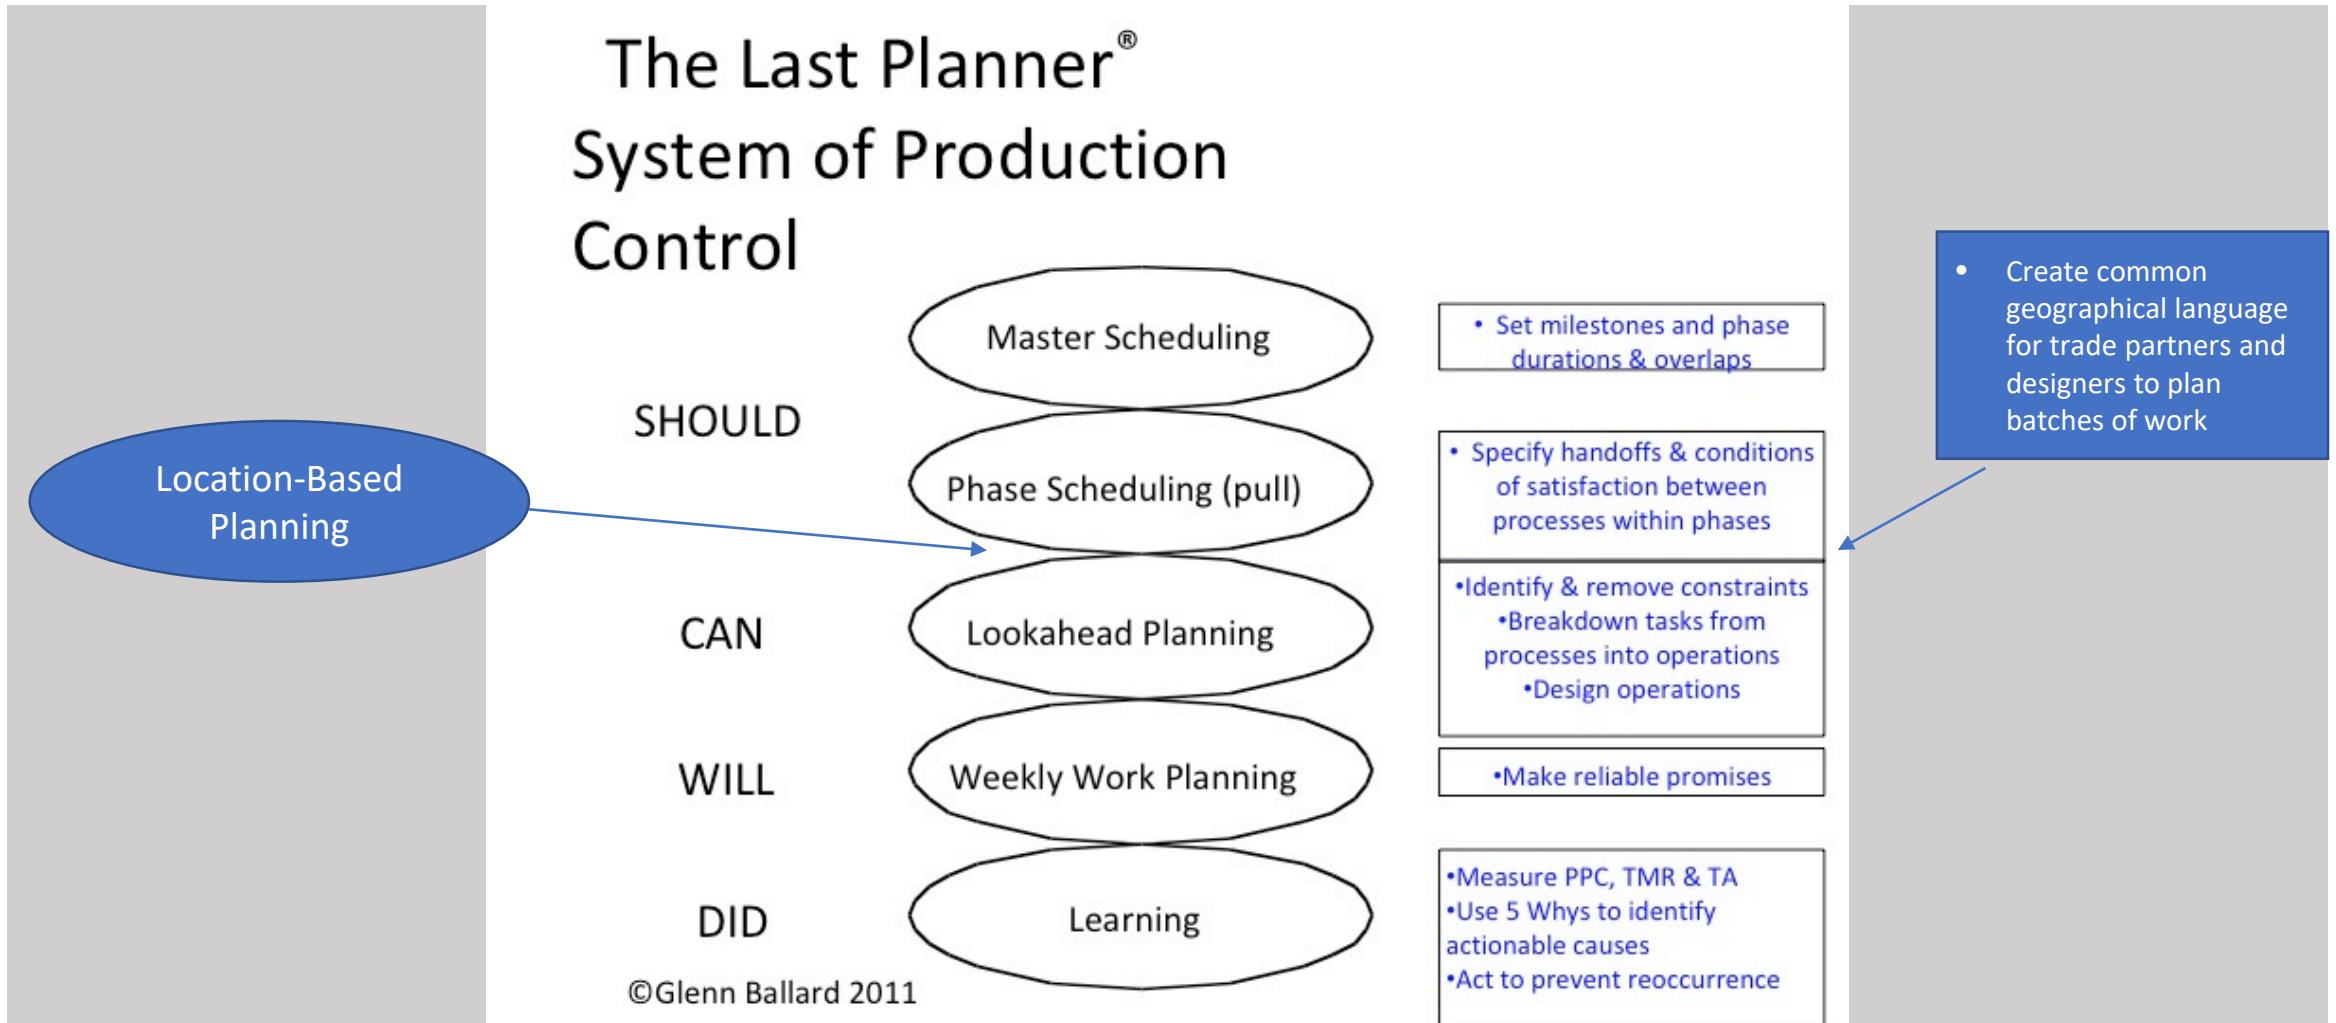 The Last Planner®
System of Production
Control
Location-Based
Planning
SHOULD
CAN
WILL
DID
Master Scheduling
Phase Scheduling (pull)
Lookahead Planning
Weekly Work Planning
Learning
• Set milestones and phase
durations & overlaps
• Specify handoffs & conditions
of satisfaction between
processes within phases
•Identify & remove constraints
•Breakdown tasks from
processes into operations
•Design operations
•Make reliable promises
•Measure PPC, TMR & TA
•Use 5 Whys to identify
actionable causes
•Act to prevent reoccurrence
• Create common
geographical language
for trade partners and
designers to plan
batches of work
©Glenn Ballard 2011